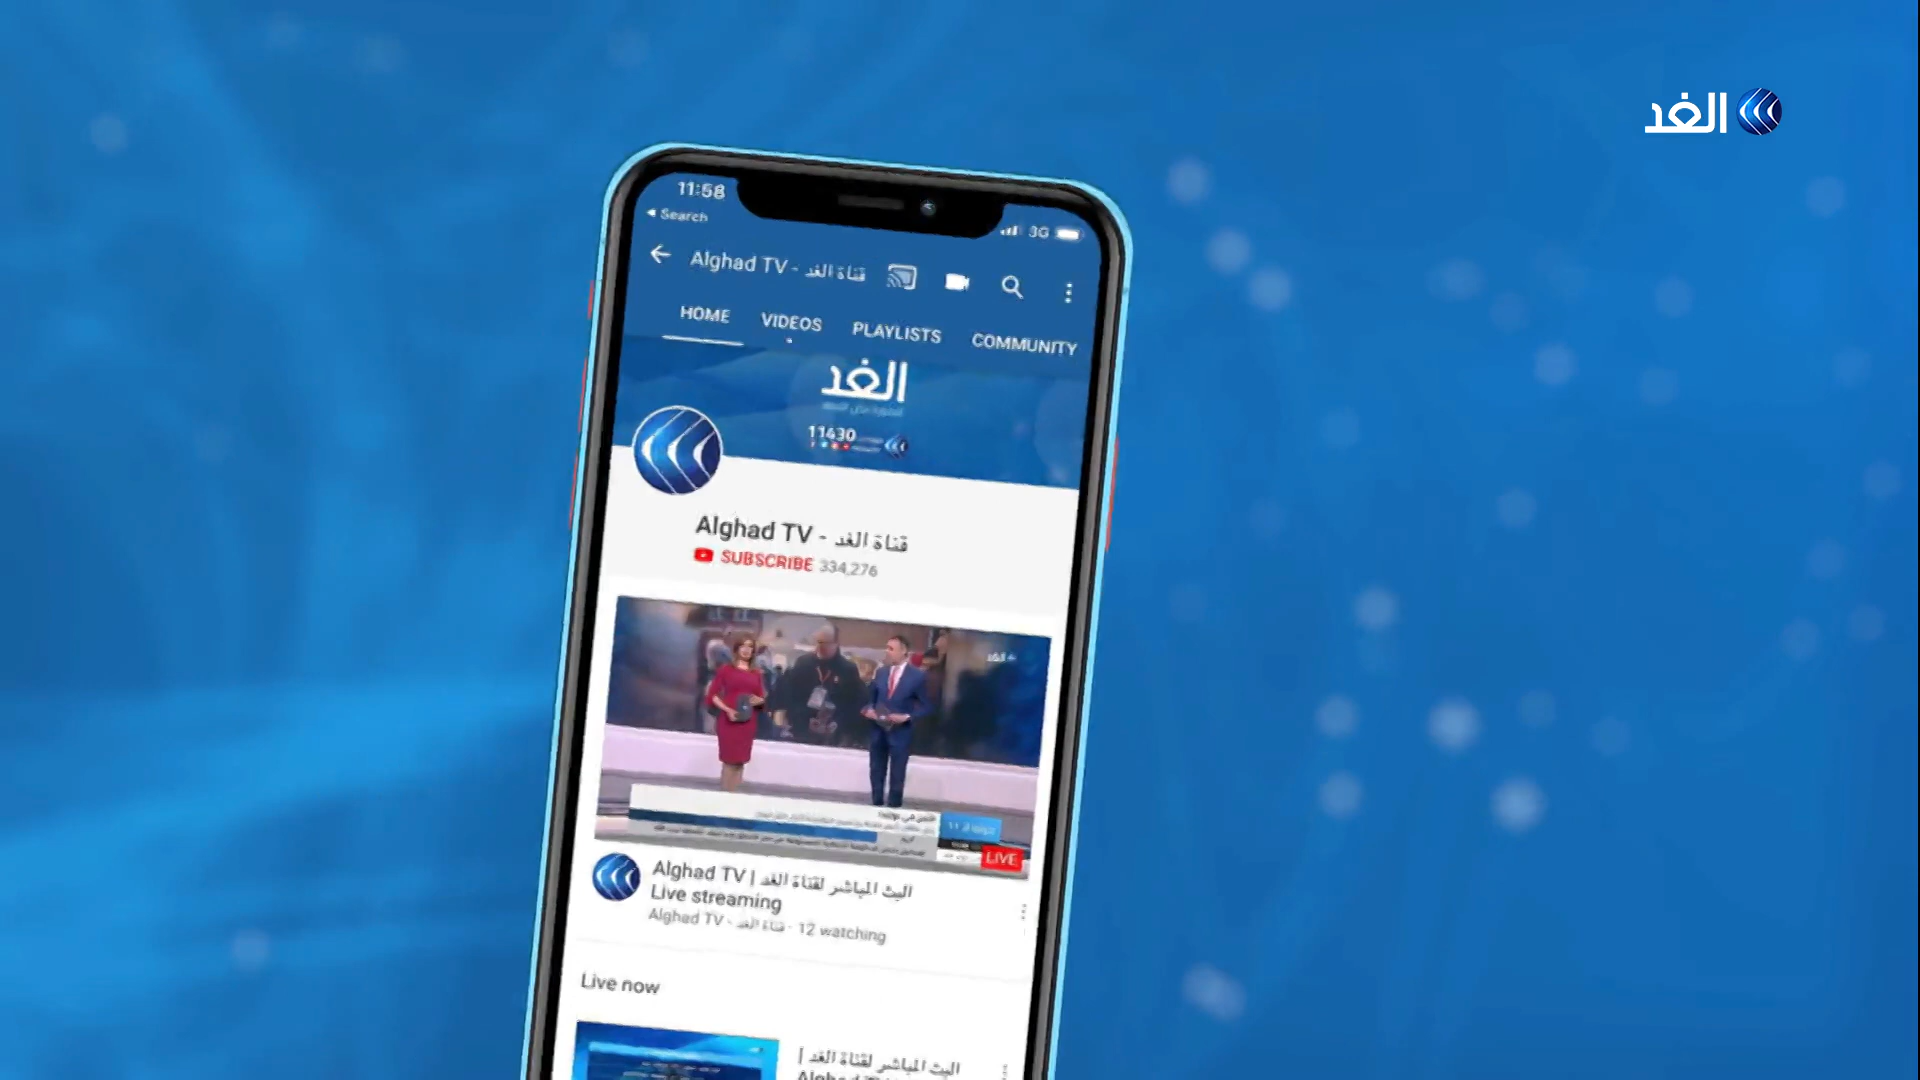 الغد
11:58
Search
3G
Alghad TV - قناة الغد
HOME VIDEOS PLAYLISTS COMMUNITY
الغد
11430
Alghad TV - قناة الغد
SUBSCRIBE 334,276
الغد
LIVE
Alghad TV | البث المباشر لقناة الغد
Live streaming
Alghad TV - قناة الغد · 12 watching
Live now
البث المباشر لقناة الغد |